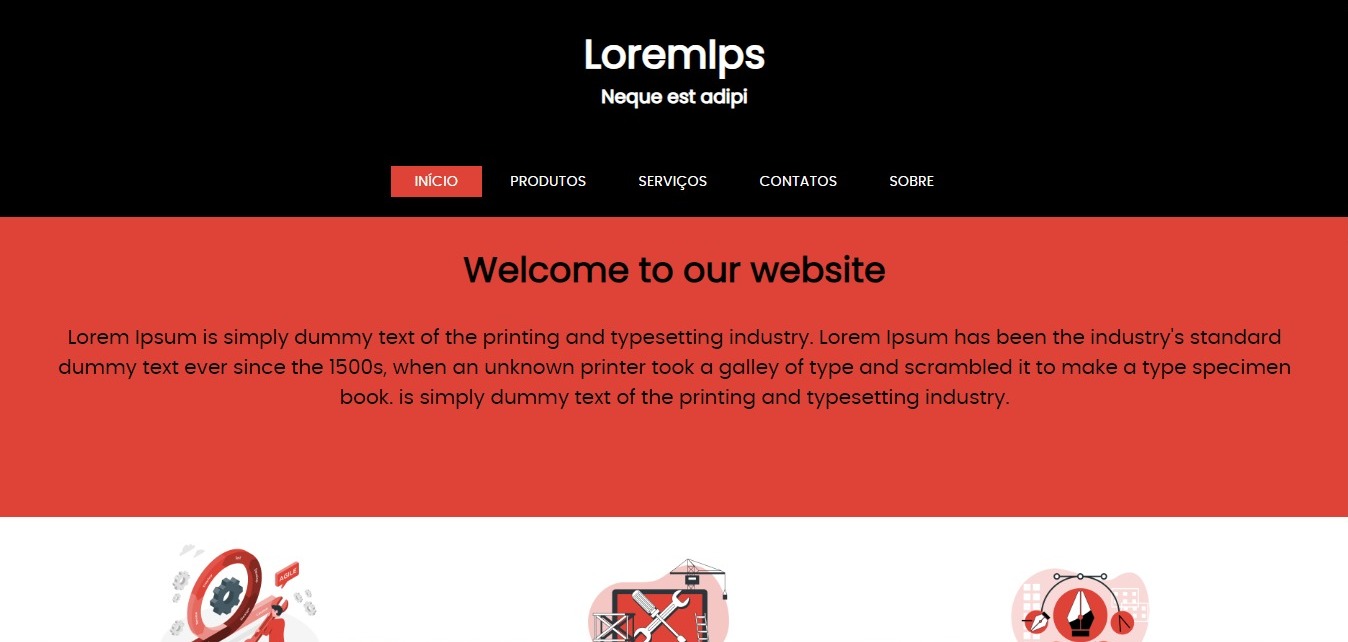 LoremIps
Neque est adipi
INÍCIO PRODUTOS SERVIÇOS CONTATOS SOBRE
Welcome to our website
Lorem Ipsum is simply dummy text of the printing and typesetting industry. Lorem Ipsum has been the industry's standard
dummy text ever since the 1500s, when an unknown printer took a galley of type and scrambled it to make a type specimen
book. is simply dummy text of the printing and typesetting industry.
AGILE